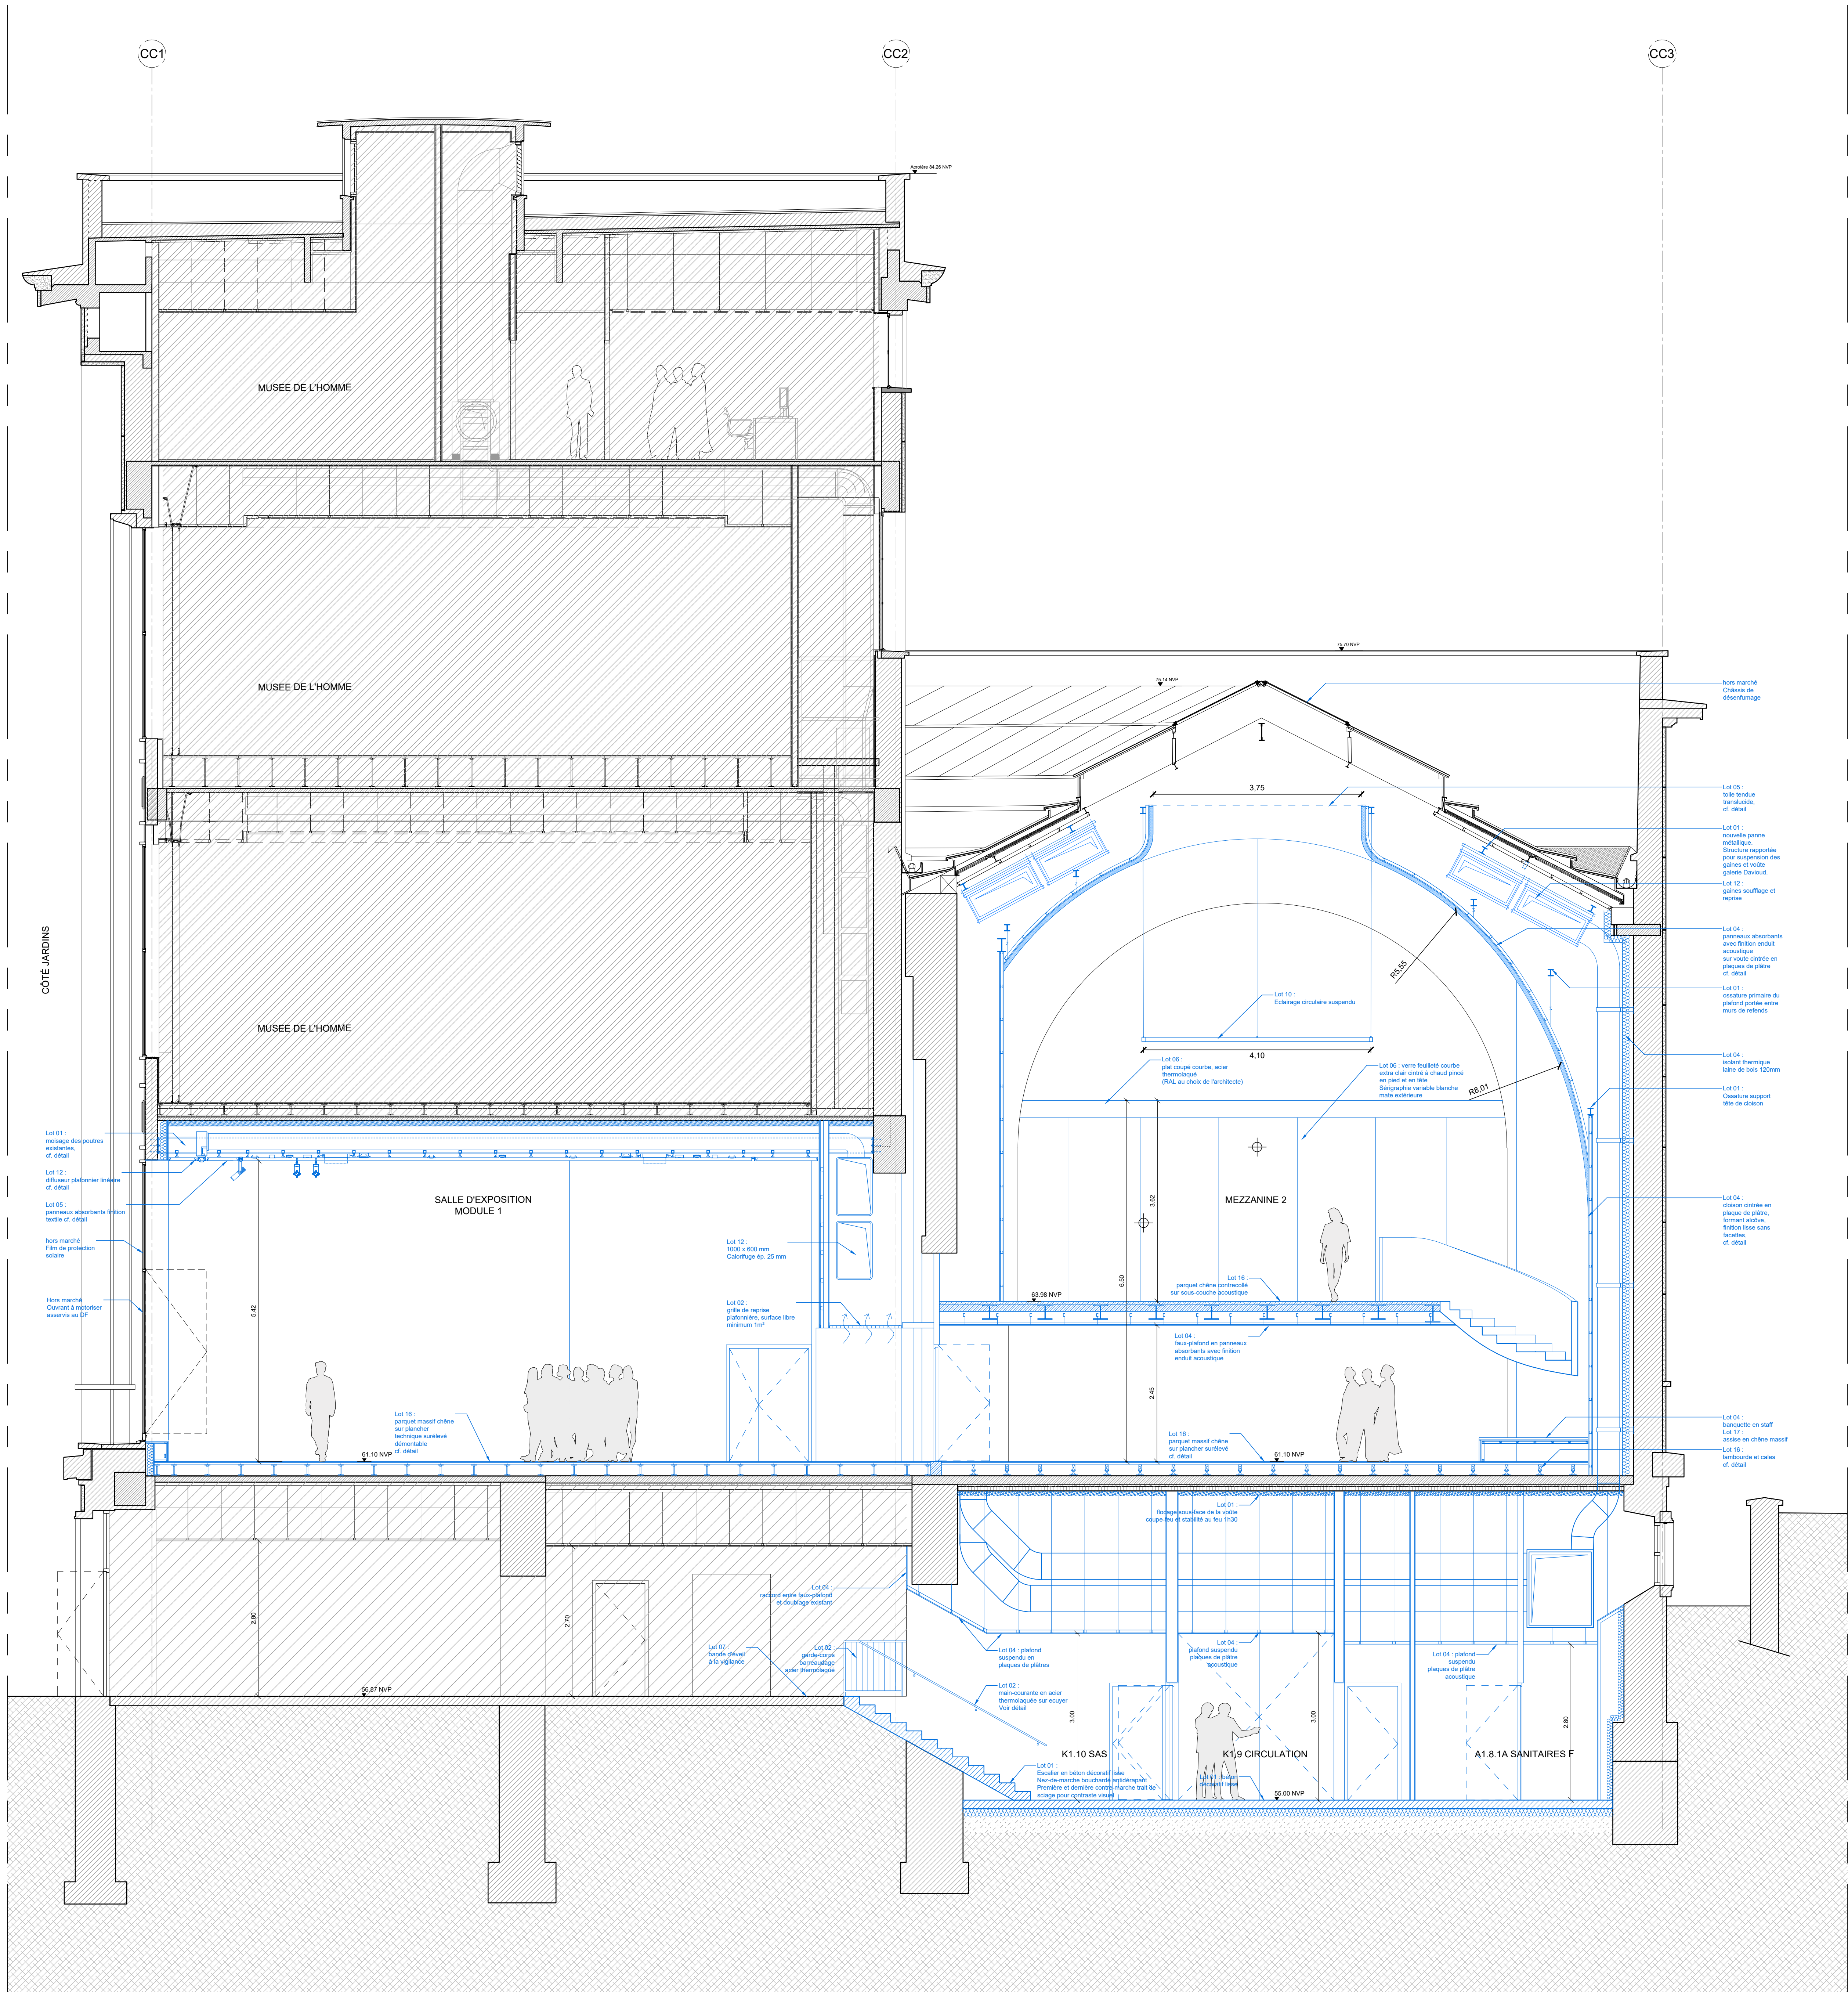 CC1
CC2
CC3
Acrotère 84,26 NVP
MUSEE DE L'HOMME
75.70 NVP
75.14 NVP
hors marché
Châssis de
désenfumage
MUSEE DE L'HOMME
3,75
Lot 05 :
toile tendue
translucide,
cf. détail
Lot 01 :
nouvelle panne
métallique.
Structure rapportée
pour suspension des
gaines et voûte
galerie Davioud.
Lot 12 :
gaines soufflage et
reprise
Lot 04 :
panneaux absorbants
avec finition enduit
acoustique
sur voute cintrée en
plaques de plâtre
cf. détail
CÔTÉ JARDINS
R5,55
Lot 01 :
ossature primaire du
plafond portée entre
murs de refends
Lot 10 :
Eclairage circulaire suspendu
MUSEE DE L'HOMME
4,10
Lot 04 :
isolant thermique
laine de bois 120mm
Lot 06 :
plat coupé courbe, acier
thermolaqué
(RAL au choix de l'architecte)
Lot 06 : verre feuilleté courbe
extra clair cintré à chaud pincé
en pied et en tête
Sérigraphie variable blanche
mate extérieure
R8,01
Lot 01 :
Ossature support
tête de cloison
Lot 01 :
moisage des poutres
existantes,
cf. détail
Lot 12 :
diffuseur plafonnier linéaire
cf. détail
Lot 05 :
panneaux absorbants finition
textile cf. détail
hors marché
Film de protection
solaire
Hors marché
Ouvrant à motoriser
asservis au DF
SALLE D'EXPOSITION
MODULE 1
5.42
Lot 12 :
1000 x 600 mm
Calorifuge ép. 25 mm
Lot 02 :
grille de reprise
plafonnière, surface libre
minimum 1m²
3.62
MEZZANINE 2
6.50
Lot 04 :
cloison cintrée en
plaque de plâtre,
formant alcôve,
finition lisse sans
facettes,
cf. détail
Lot 16 :
parquet chêne contrecollé
sur sous-couche acoustique
63.98 NVP
Lot 04 :
faux-plafond en panneaux
absorbants avec finition
enduit acoustique
2.45
Lot 16 :
parquet massif chêne
sur plancher
technique surélevé
démontable
cf. détail
61.10 NVP
Lot 16 :
parquet massif chêne
sur plancher surélevé
cf. détail
61.10 NVP
Lot 04 :
banquette en staff
Lot 17 :
assise en chêne massif
Lot 16 :
lambourde et cales
cf. détail
Lot 01 :
flocage sous-face de la voûte
coupe-feu et stabilité au feu 1h30
Lot 04 :
raccord entre faux-plafond
et doublage existant
2.80
2.70
Lot 07 :
bande d'éveil
à la vigilance
Lot 02 :
garde-corps
barreaudage
acier thermolaqué
Lot 04 : plafond
suspendu en
plaques de plâtres
Lot 04 :
plafond suspendu
plaques de plâtre
acoustique
Lot 04 : plafond
suspendu
plaques de plâtre
acoustique
56.87 NVP
Lot 02 :
main-courante en acier
thermolaquée sur ecuyer
Voir détail
3.00
3.00
2.80
K1.10 SAS
K1.9 CIRCULATION
A1.8.1A SANITAIRES F
Lot 01 :
Escalier en béton décoratif lisse
Nez-de-marche bouchardé antidérapant
Première et dernière contre-marche trait de
sciage pour contraste visuel
Lot 01 : béton
décoratif lisse
55.00 NVP